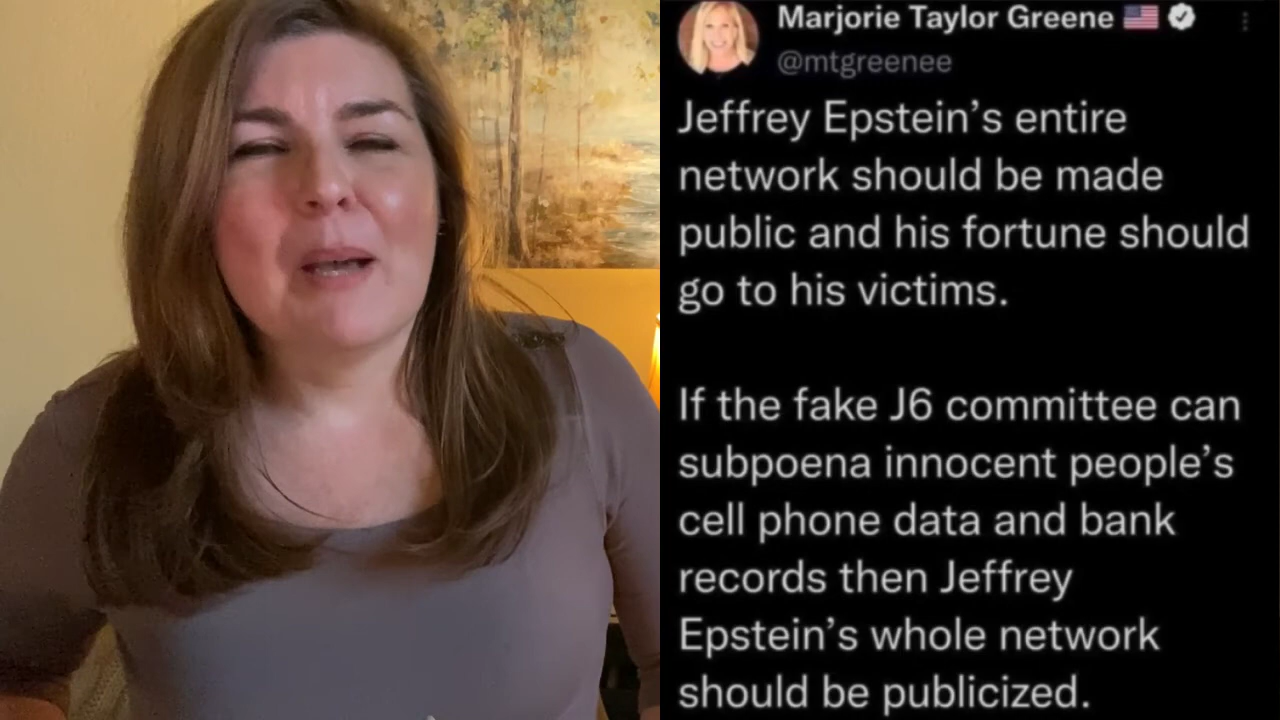 Marjorie Taylor Greene 🇺🇸
@mtgreenee
Jeffrey Epstein’s entire
network should be made
public and his fortune should
go to his victims.
If the fake J6 committee can
subpoena innocent people’s
cell phone data and bank
records then Jeffrey
Epstein’s whole network
should be publicized.